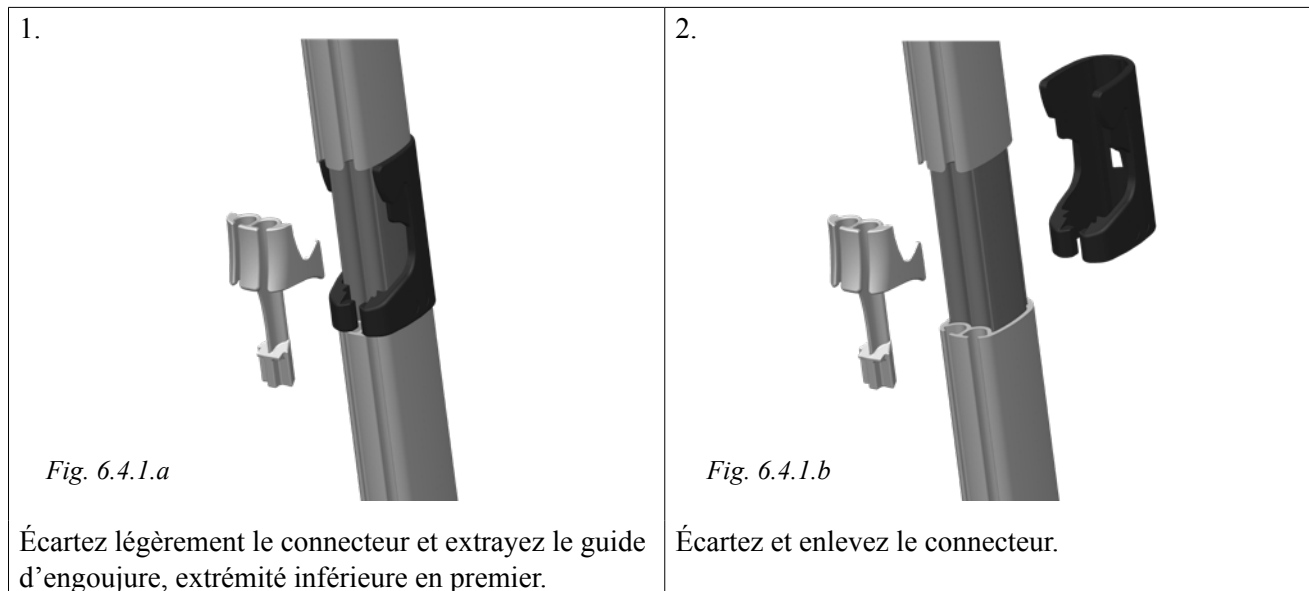 1.
Fig. 6.4.1.a
Écartez légèrement le connecteur et extrayez le guide
d’engoujure, extrémité inférieure en premier.
2.
Fig. 6.4.1.b
Écartez et enlevez le connecteur.